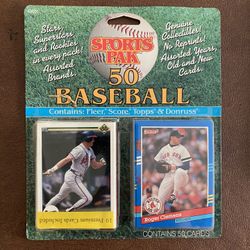 Stars,
Superstars,
and Rookies
in every pack!
Assorted
Brands.
SPORTS
PAK
50
BASEBALL
Genuine
Collectibles!
No Reprints!
Assorted Years,
Old and New
Cards.
Contains: Fleer, Score, Topps & Donruss
10 Premium Cards Included
Donruss
Roger Clemens
CONTAINS 50 CARDS